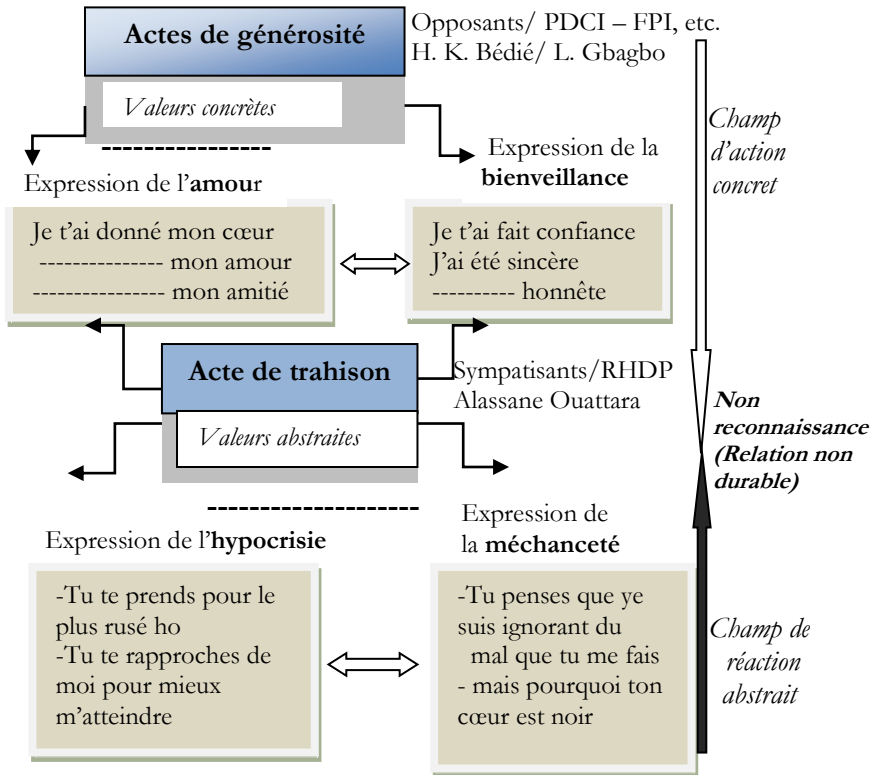 Actes de générosité
Opposants/ PDCI – FPI, etc.
H. K. Bédié/ L. Gbagbo
Valeurs concrètes
Champ
d’action
concret
Expression de l’amour
Expression de la
bienveillance
Je t’ai donné mon cœur
--------------- mon amour
--------------- mon amitié
Je t’ai fait confiance
J’ai été sincère
---------- honnête
Acte de trahison
Sympatisants/RHDP
Alassane Ouattara
Valeurs abstraites
Non
reconnaissance
(Relation non
durable)
Expression de l’hypocrisie
Expression de
la méchanceté
-Tu te prends pour le
plus rusé ho
-Tu te rapproches de
moi pour mieux
m’atteindre
-Tu penses que ye
suis ignorant du
mal que tu me fais
- mais pourquoi ton
cœur est noir
Champ de
réaction
abstrait